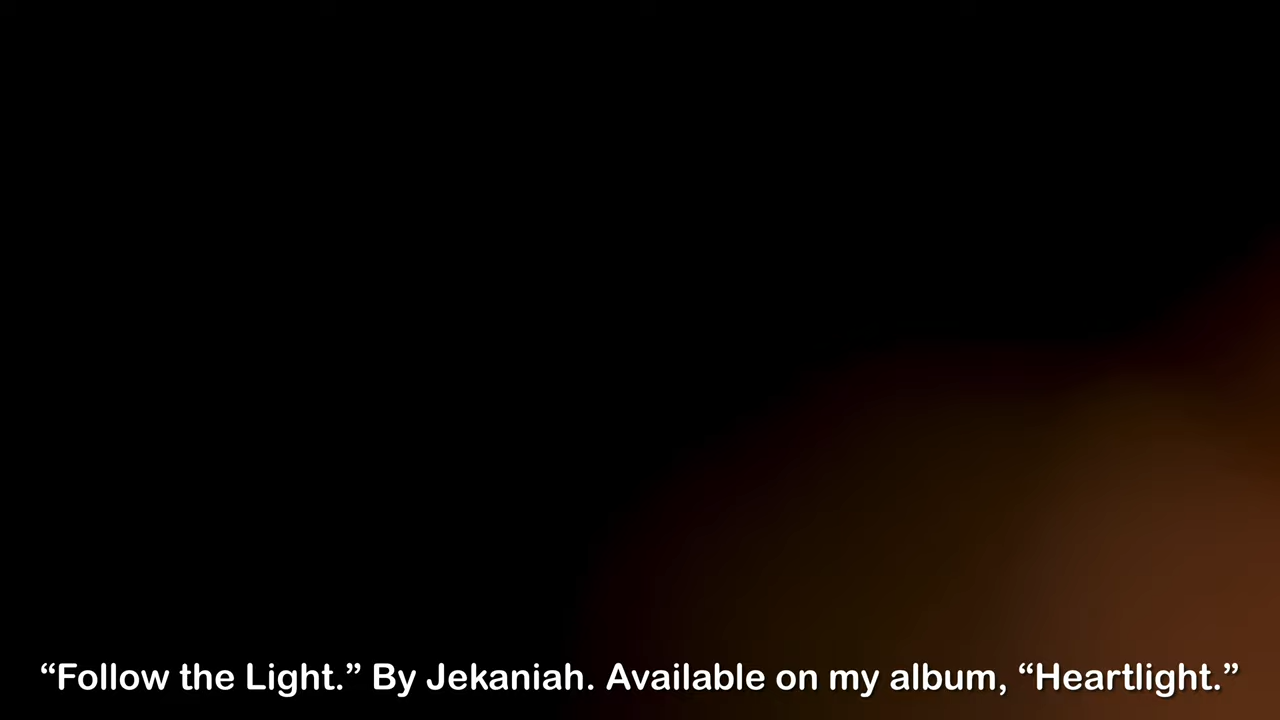 “Follow the Light.” By Jekaniah. Available on my album, “Heartlight.”